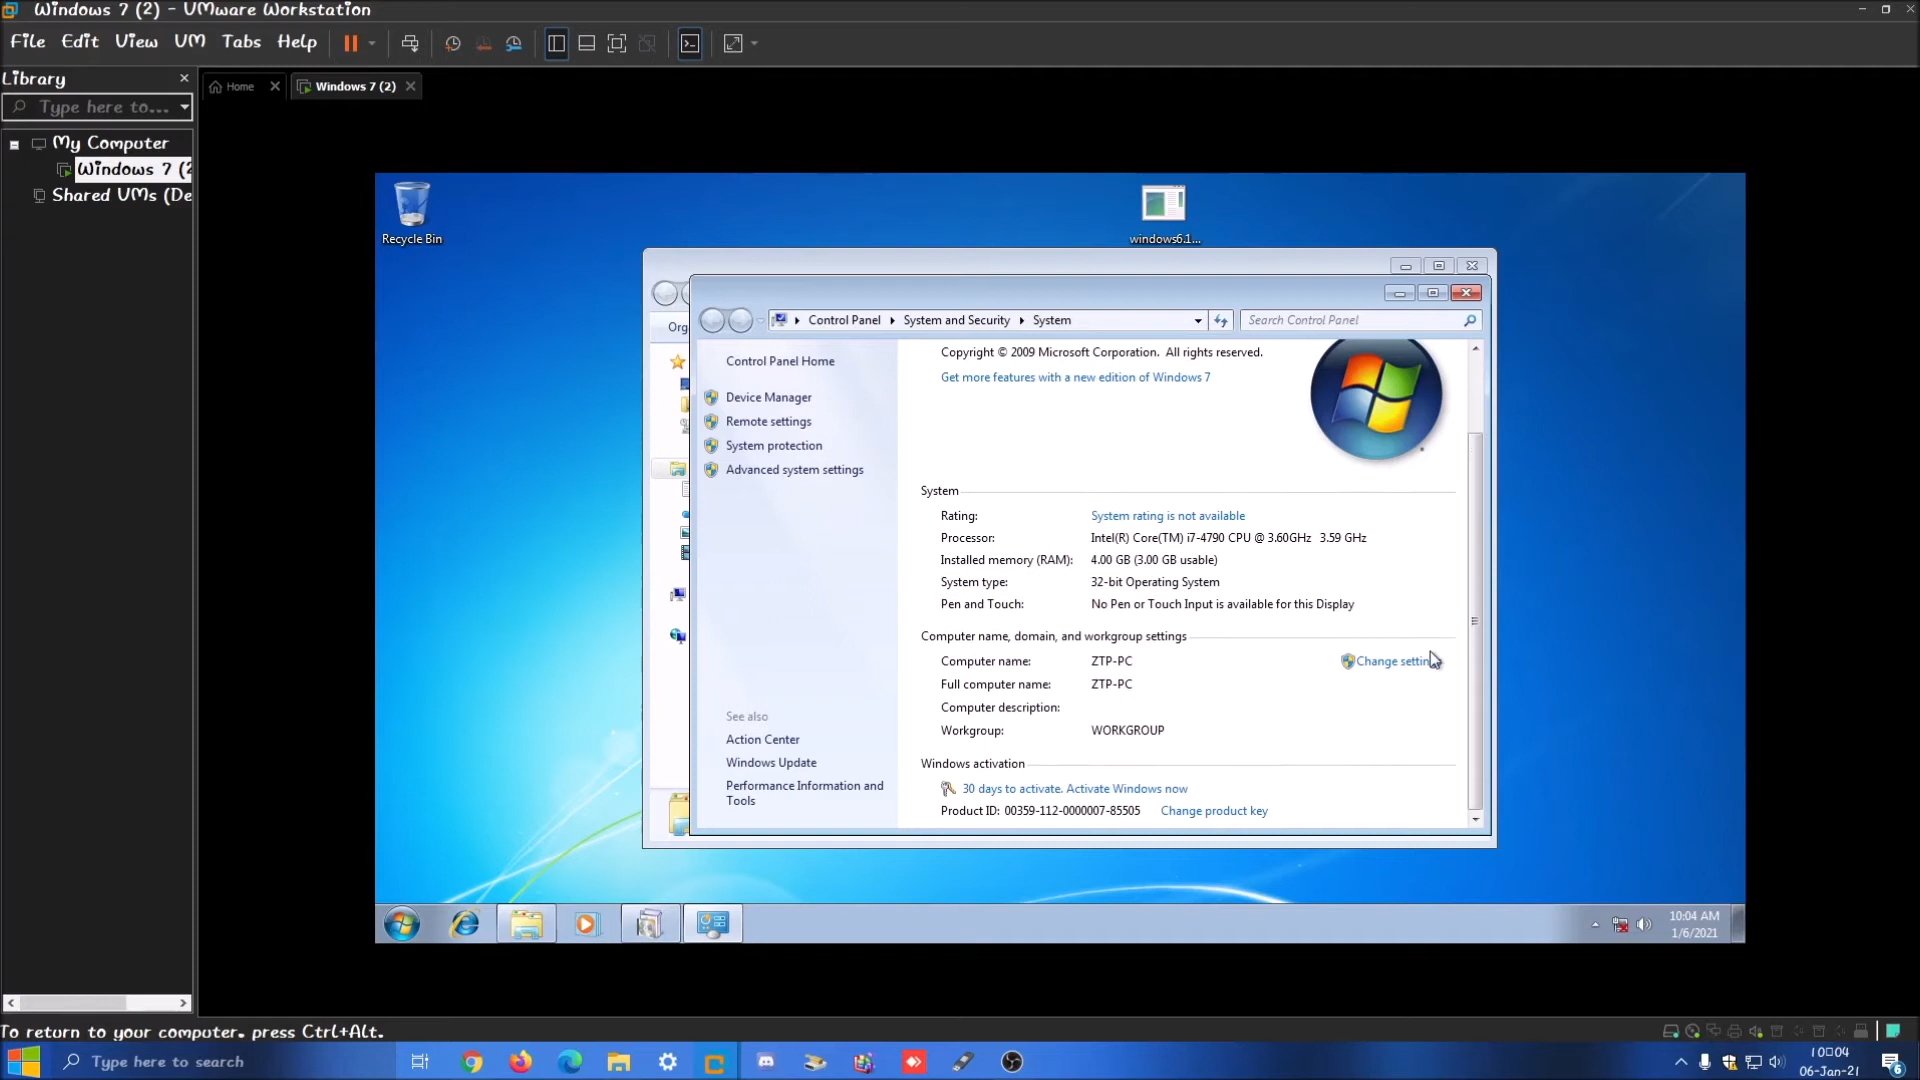 Windows 7 (2) - VMware Workstation
File Edit View VM Tabs Help
Library
Home
Windows 7 (2)
Type here to...
My Computer
Windows 7 (2
Shared VMs (De
Recycle Bin
windows6.1...
Control Panel System and Security System
Search Control Panel
Org
Control Panel Home
Device Manager
Remote settings
System protection
Advanced system settings
Copyright © 2009 Microsoft Corporation. All rights reserved.
Get more features with a new edition of Windows 7
System
Rating: System rating is not available
Processor: Intel(R) Core(TM) i7-4790 CPU @ 3.60GHz 3.59 GHz
Installed memory (RAM): 4.00 GB (3.00 GB usable)
System type: 32-bit Operating System
Pen and Touch: No Pen or Touch Input is available for this Display
Computer name, domain, and workgroup settings
Computer name: ZTP-PC
Change settin
Full computer name: ZTP-PC
Computer description:
Workgroup: WORKGROUP
Windows activation
30 days to activate. Activate Windows now
Product ID: 00359-112-0000007-85505 Change product key
See also
Action Center
Windows Update
Performance Information and
Tools
10:04 AM
1/6/2021
To return to your computer, press Ctrl+Alt.
Type here to search
10:04
06-Jan-21
6